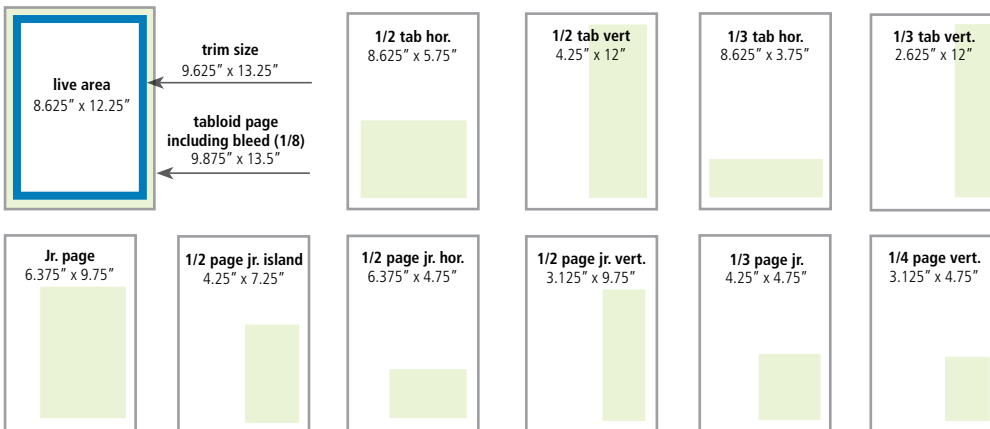 live area
8.625” x 12.25”
trim size
9.625” x 13.25”
tabloid page
including bleed (1/8)
9.875” x 13.5”
1/2 tab hor.
8.625” x 5.75”
1/2 tab vert
4.25” x 12”
1/3 tab hor.
8.625” x 3.75”
1/3 tab vert.
2.625” x 12”
Jr. page
6.375” x 9.75”
1/2 page jr. island
4.25” x 7.25”
1/2 page jr. hor.
6.375” x 4.75”
1/2 page jr. vert.
3.125” x 9.75”
1/3 page jr.
4.25” x 4.75”
1/4 page vert.
3.125” x 4.75”